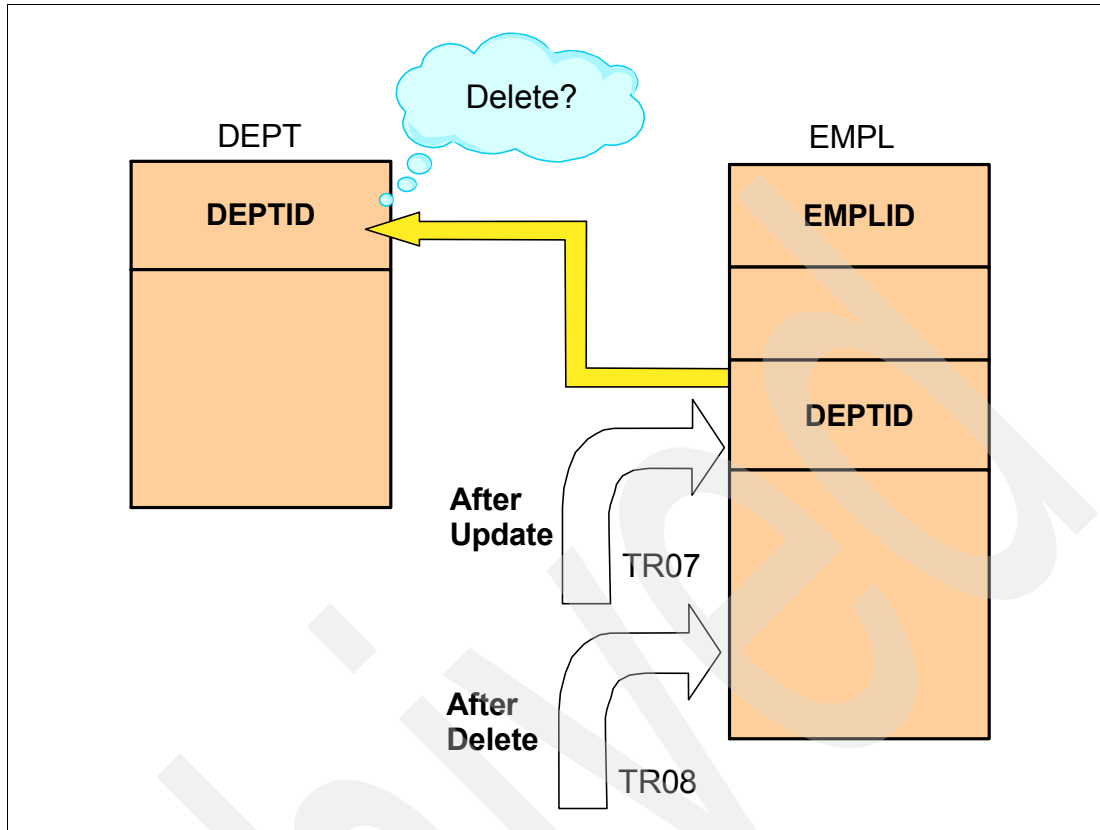 Delete?
DEPT
EMPL
DEPTID
EMPLID
DEPTID
After
Update
TR07
After
Delete
TR08